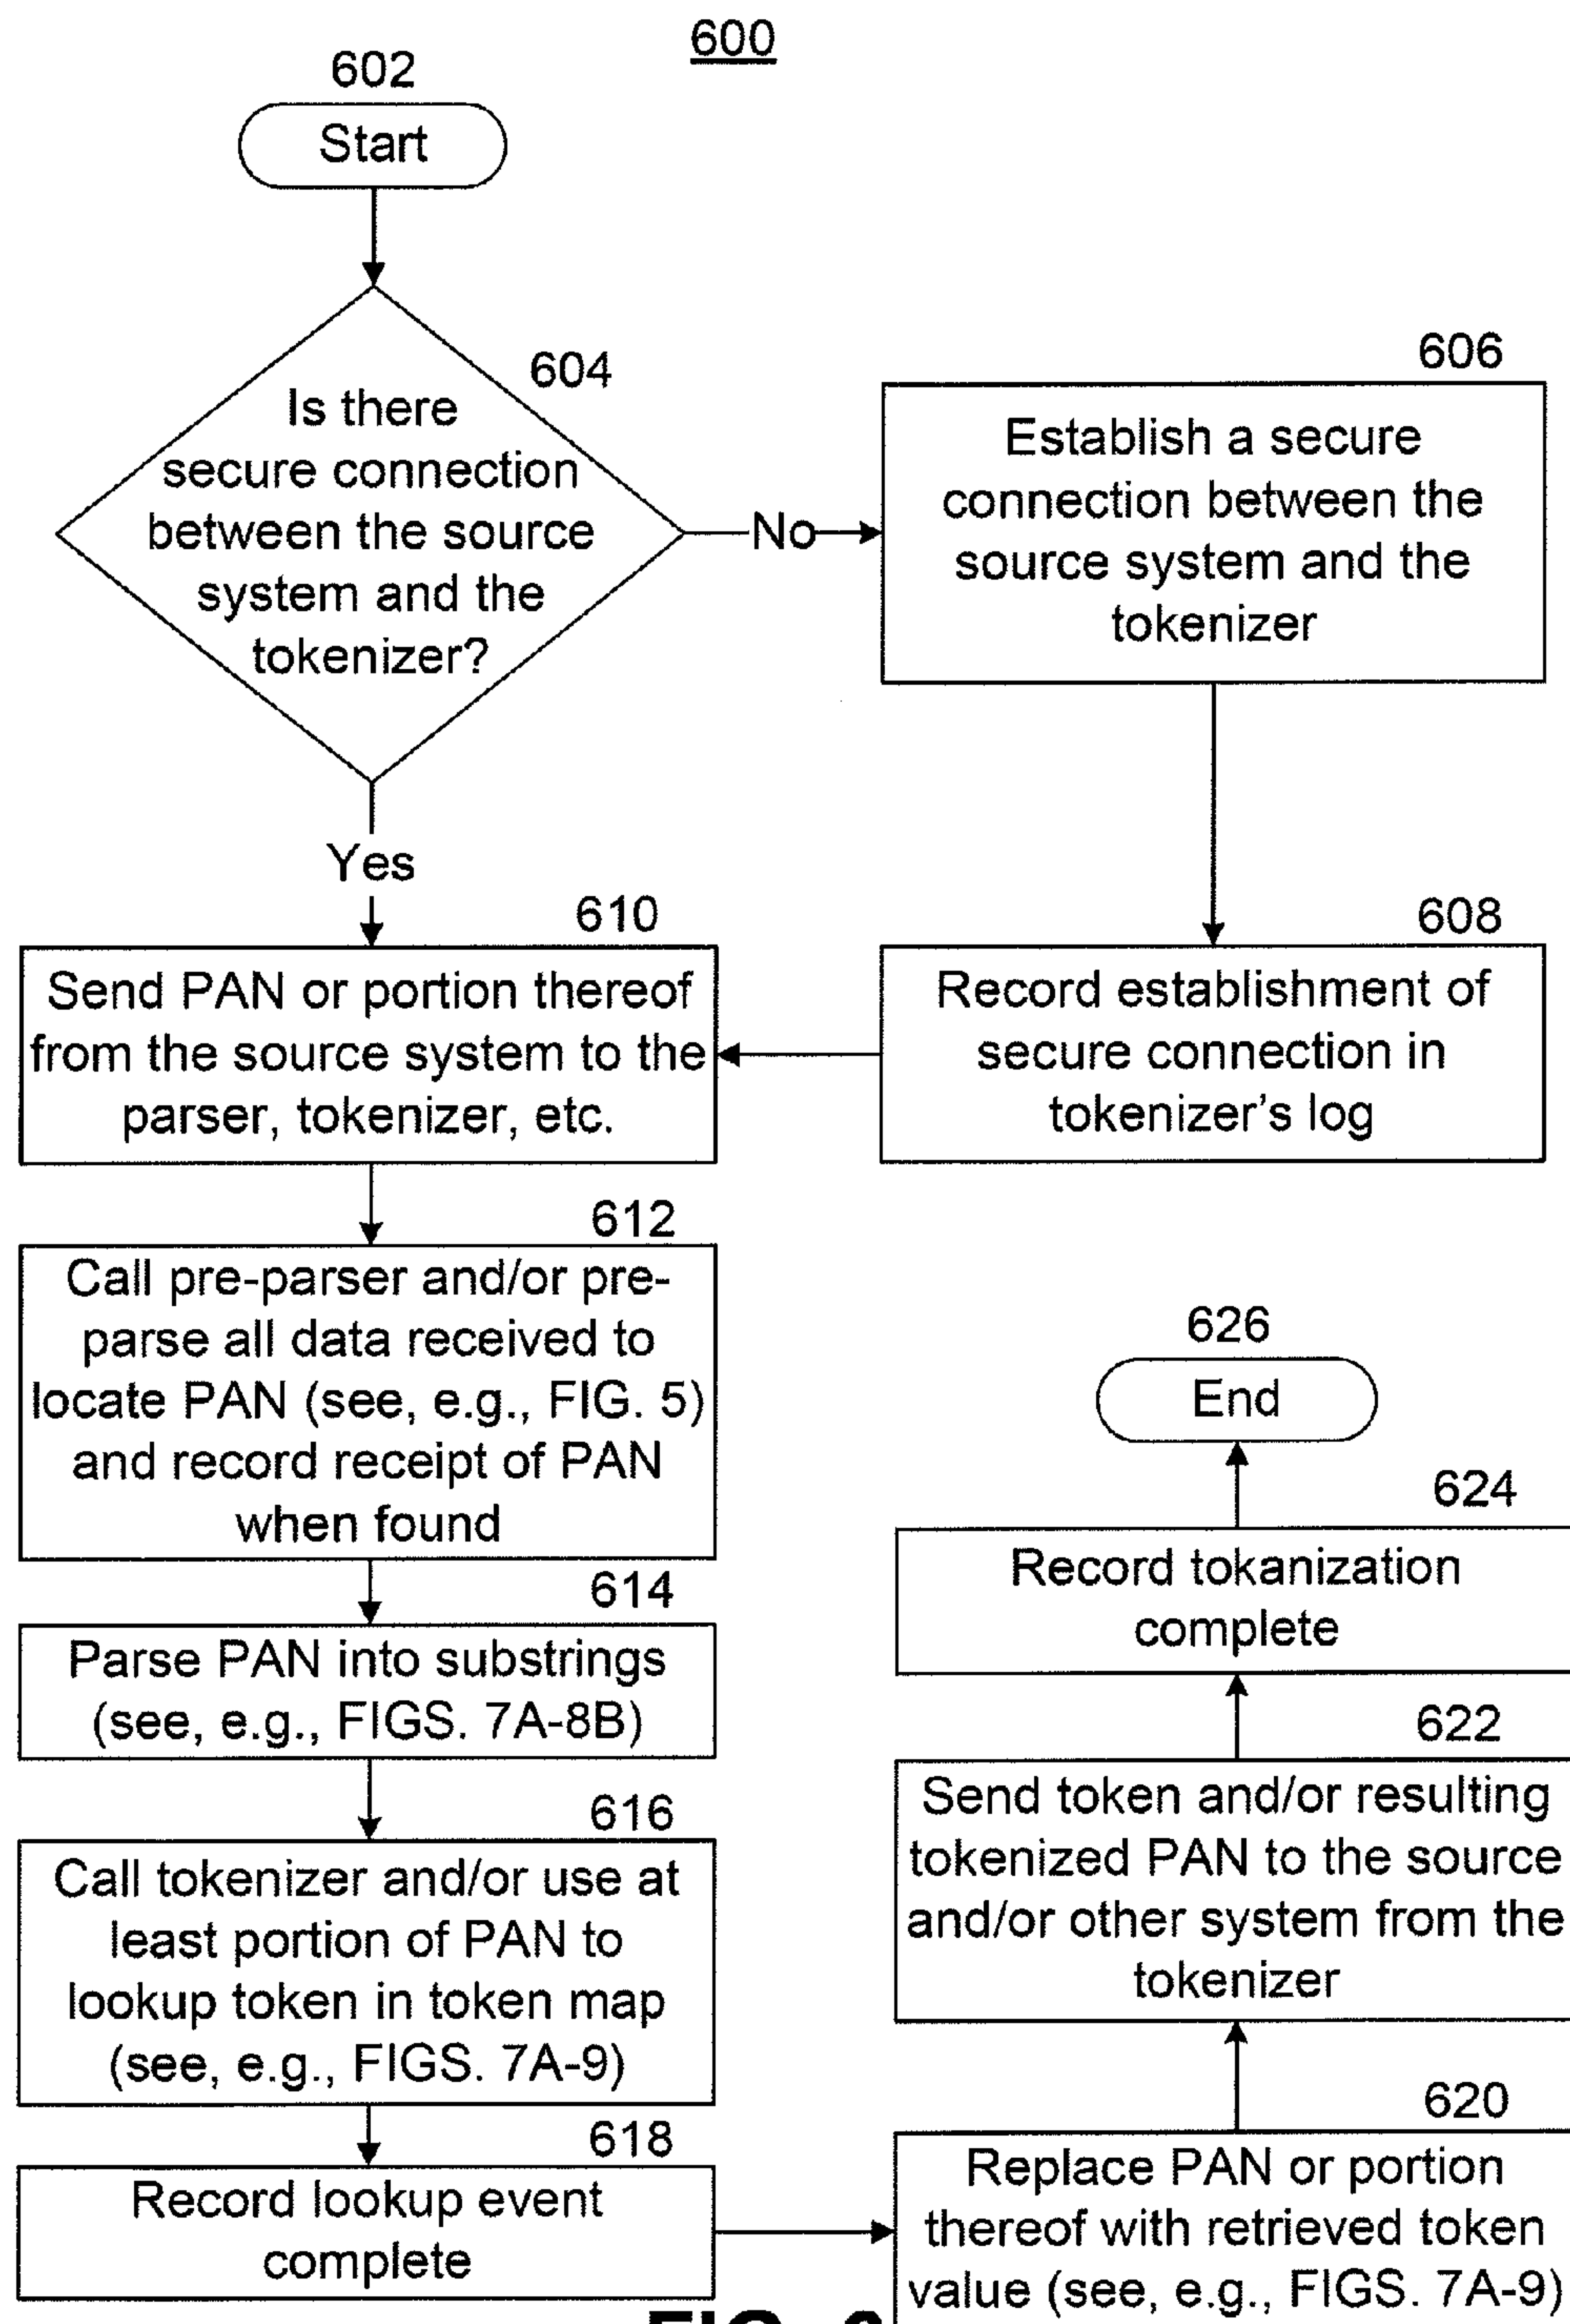 600
602
Start
604
Is there
secure connection
between the source
system and the
tokenizer?
No
606
Establish a secure
connection between the
source system and the
tokenizer
Yes
608
Record establishment of
secure connection in
tokenizer's log
610
Send PAN or portion thereof
from the source system to the
parser, tokenizer, etc.
612
Call pre-parser and/or pre-
parse all data received to
locate PAN (see, e.g., FIG. 5)
and record receipt of PAN
when found
614
Parse PAN into substrings
(see, e.g., FIGS. 7A-8B)
616
Call tokenizer and/or use at
least portion of PAN to
lookup token in token map
(see, e.g., FIGS. 7A-9)
618
Record lookup event
complete
620
Replace PAN or portion
thereof with retrieved token
value (see, e.g., FIGS. 7A-9)
622
Send token and/or resulting
tokenized PAN to the source
and/or other system from the
tokenizer
624
Record tokanization
complete
626
End
FIG. 6